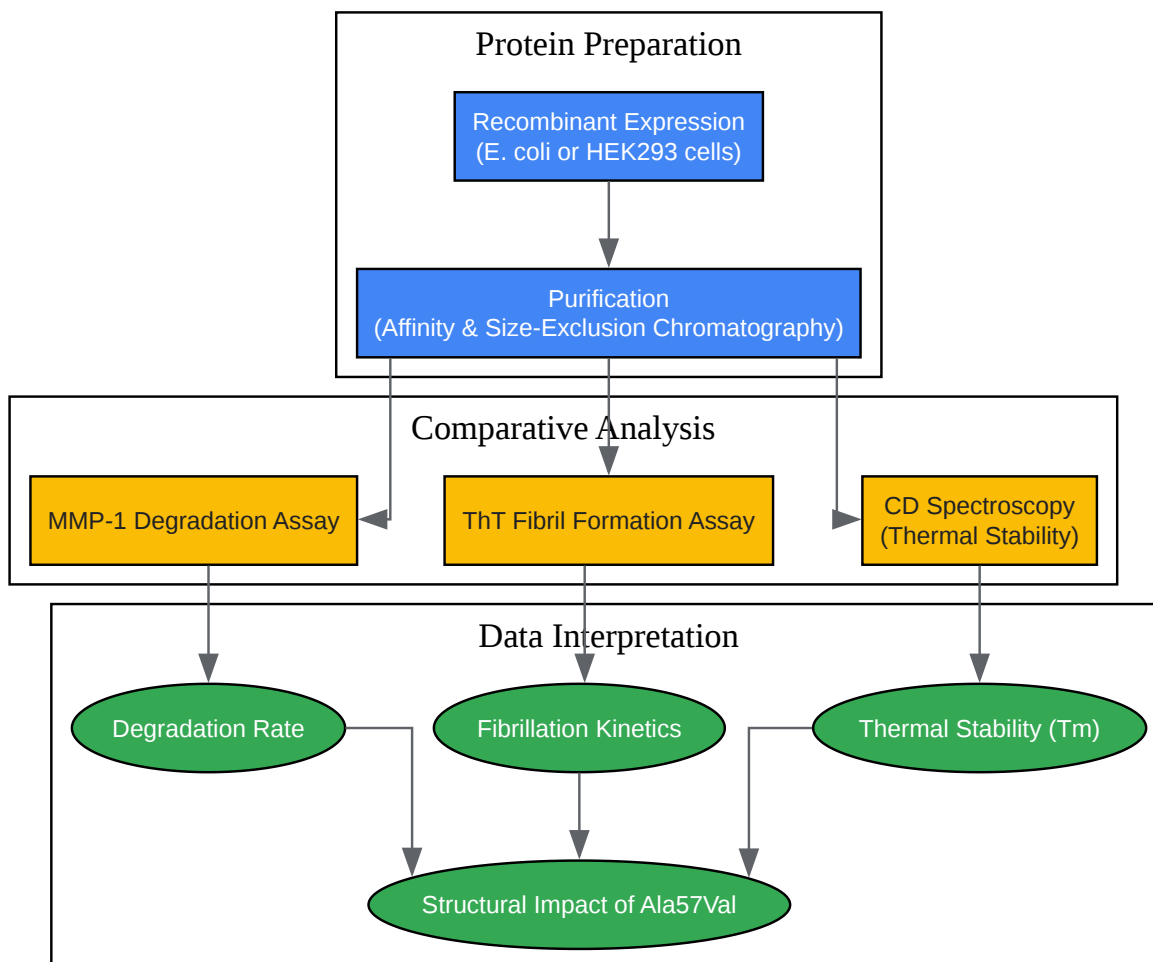 Protein Preparation
Recombinant Expression
(E. coli or HEK293 cells)
Purification
(Affinity & Size-Exclusion Chromatography)
Comparative Analysis
MMP-1 Degradation Assay
ThT Fibril Formation Assay
CD Spectroscopy
(Thermal Stability)
Data Interpretation
Degradation Rate
Fibrillation Kinetics
Thermal Stability (Tm)
Structural Impact of Ala57Val